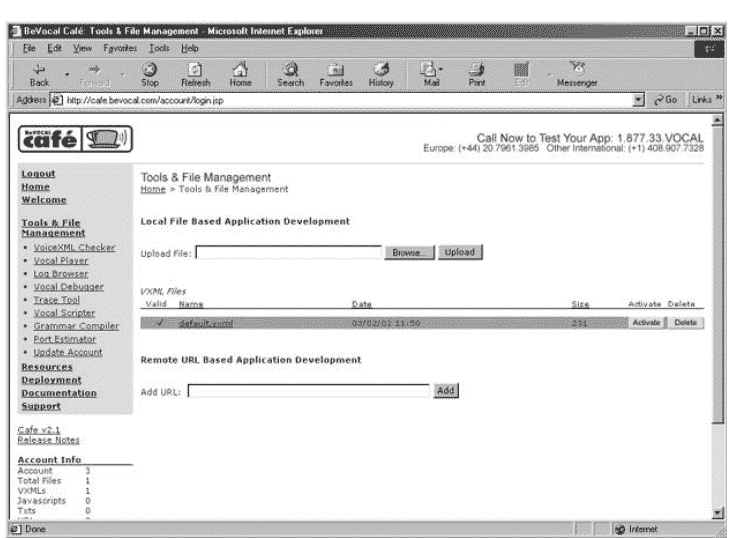 BeVocal Café: Tools & File Management - Microsoft Internet Explorer
File Edit View Favorites Tools Help
Back Forward Stop Refresh Home Search Favorites History Mail Print Edit Messenger
Address http://cafe.bevocal.com/account/login.jsp Go Links »
BEVOCAL
café
Call Now to Test Your App: 1.877.33.VOCAL
Europe: (+44) 20.7961.3985 Other International: (+1) 408.907.7328
Logout
Home
Welcome
Tools & File
Management
• VoiceXML Checker
• Vocal Player
• Log Browser
• Vocal Debugger
• Trace Tool
• Vocal Scripter
• Grammar Compiler
• Port Estimator
• Update Account
Resources
Deployment
Documentation
Support
Cafe v2.1
Release Notes
Account Info
Account 3
Total Files 1
VXMLs 1
Javascripts 0
Txts 0
Tools & File Management
Home > Tools & File Management
Local File Based Application Development
Upload File: Browse... Upload
VXML Files
Valid Name Date Size Activate Delete
✓ default.vxml 03/02/02 11:50 231 Activate Delete
Remote URL Based Application Development
Add URL: Add
Done Internet